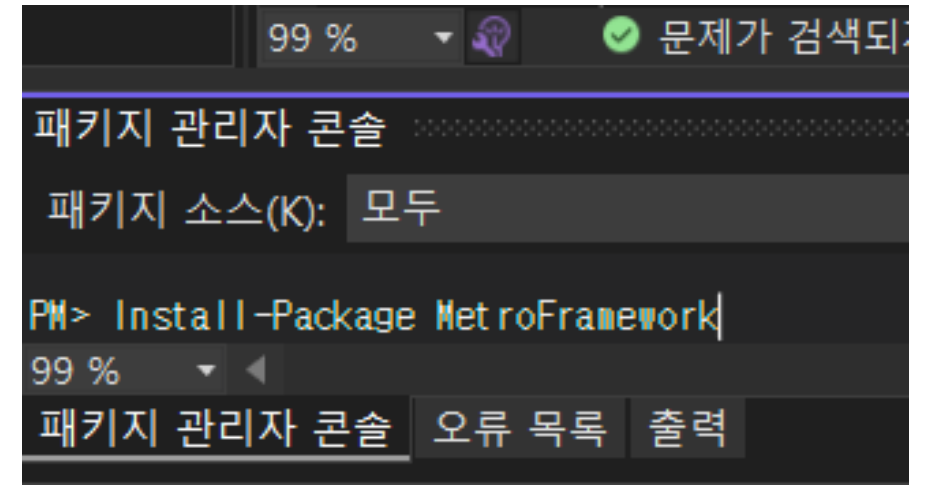 99 % 문제가 검색되
패키지 관리자 콘솔
패키지 소스(K): 모두
PM> Install-Package MetroFramework
99 %
패키지 관리자 콘솔 오류 목록 출력